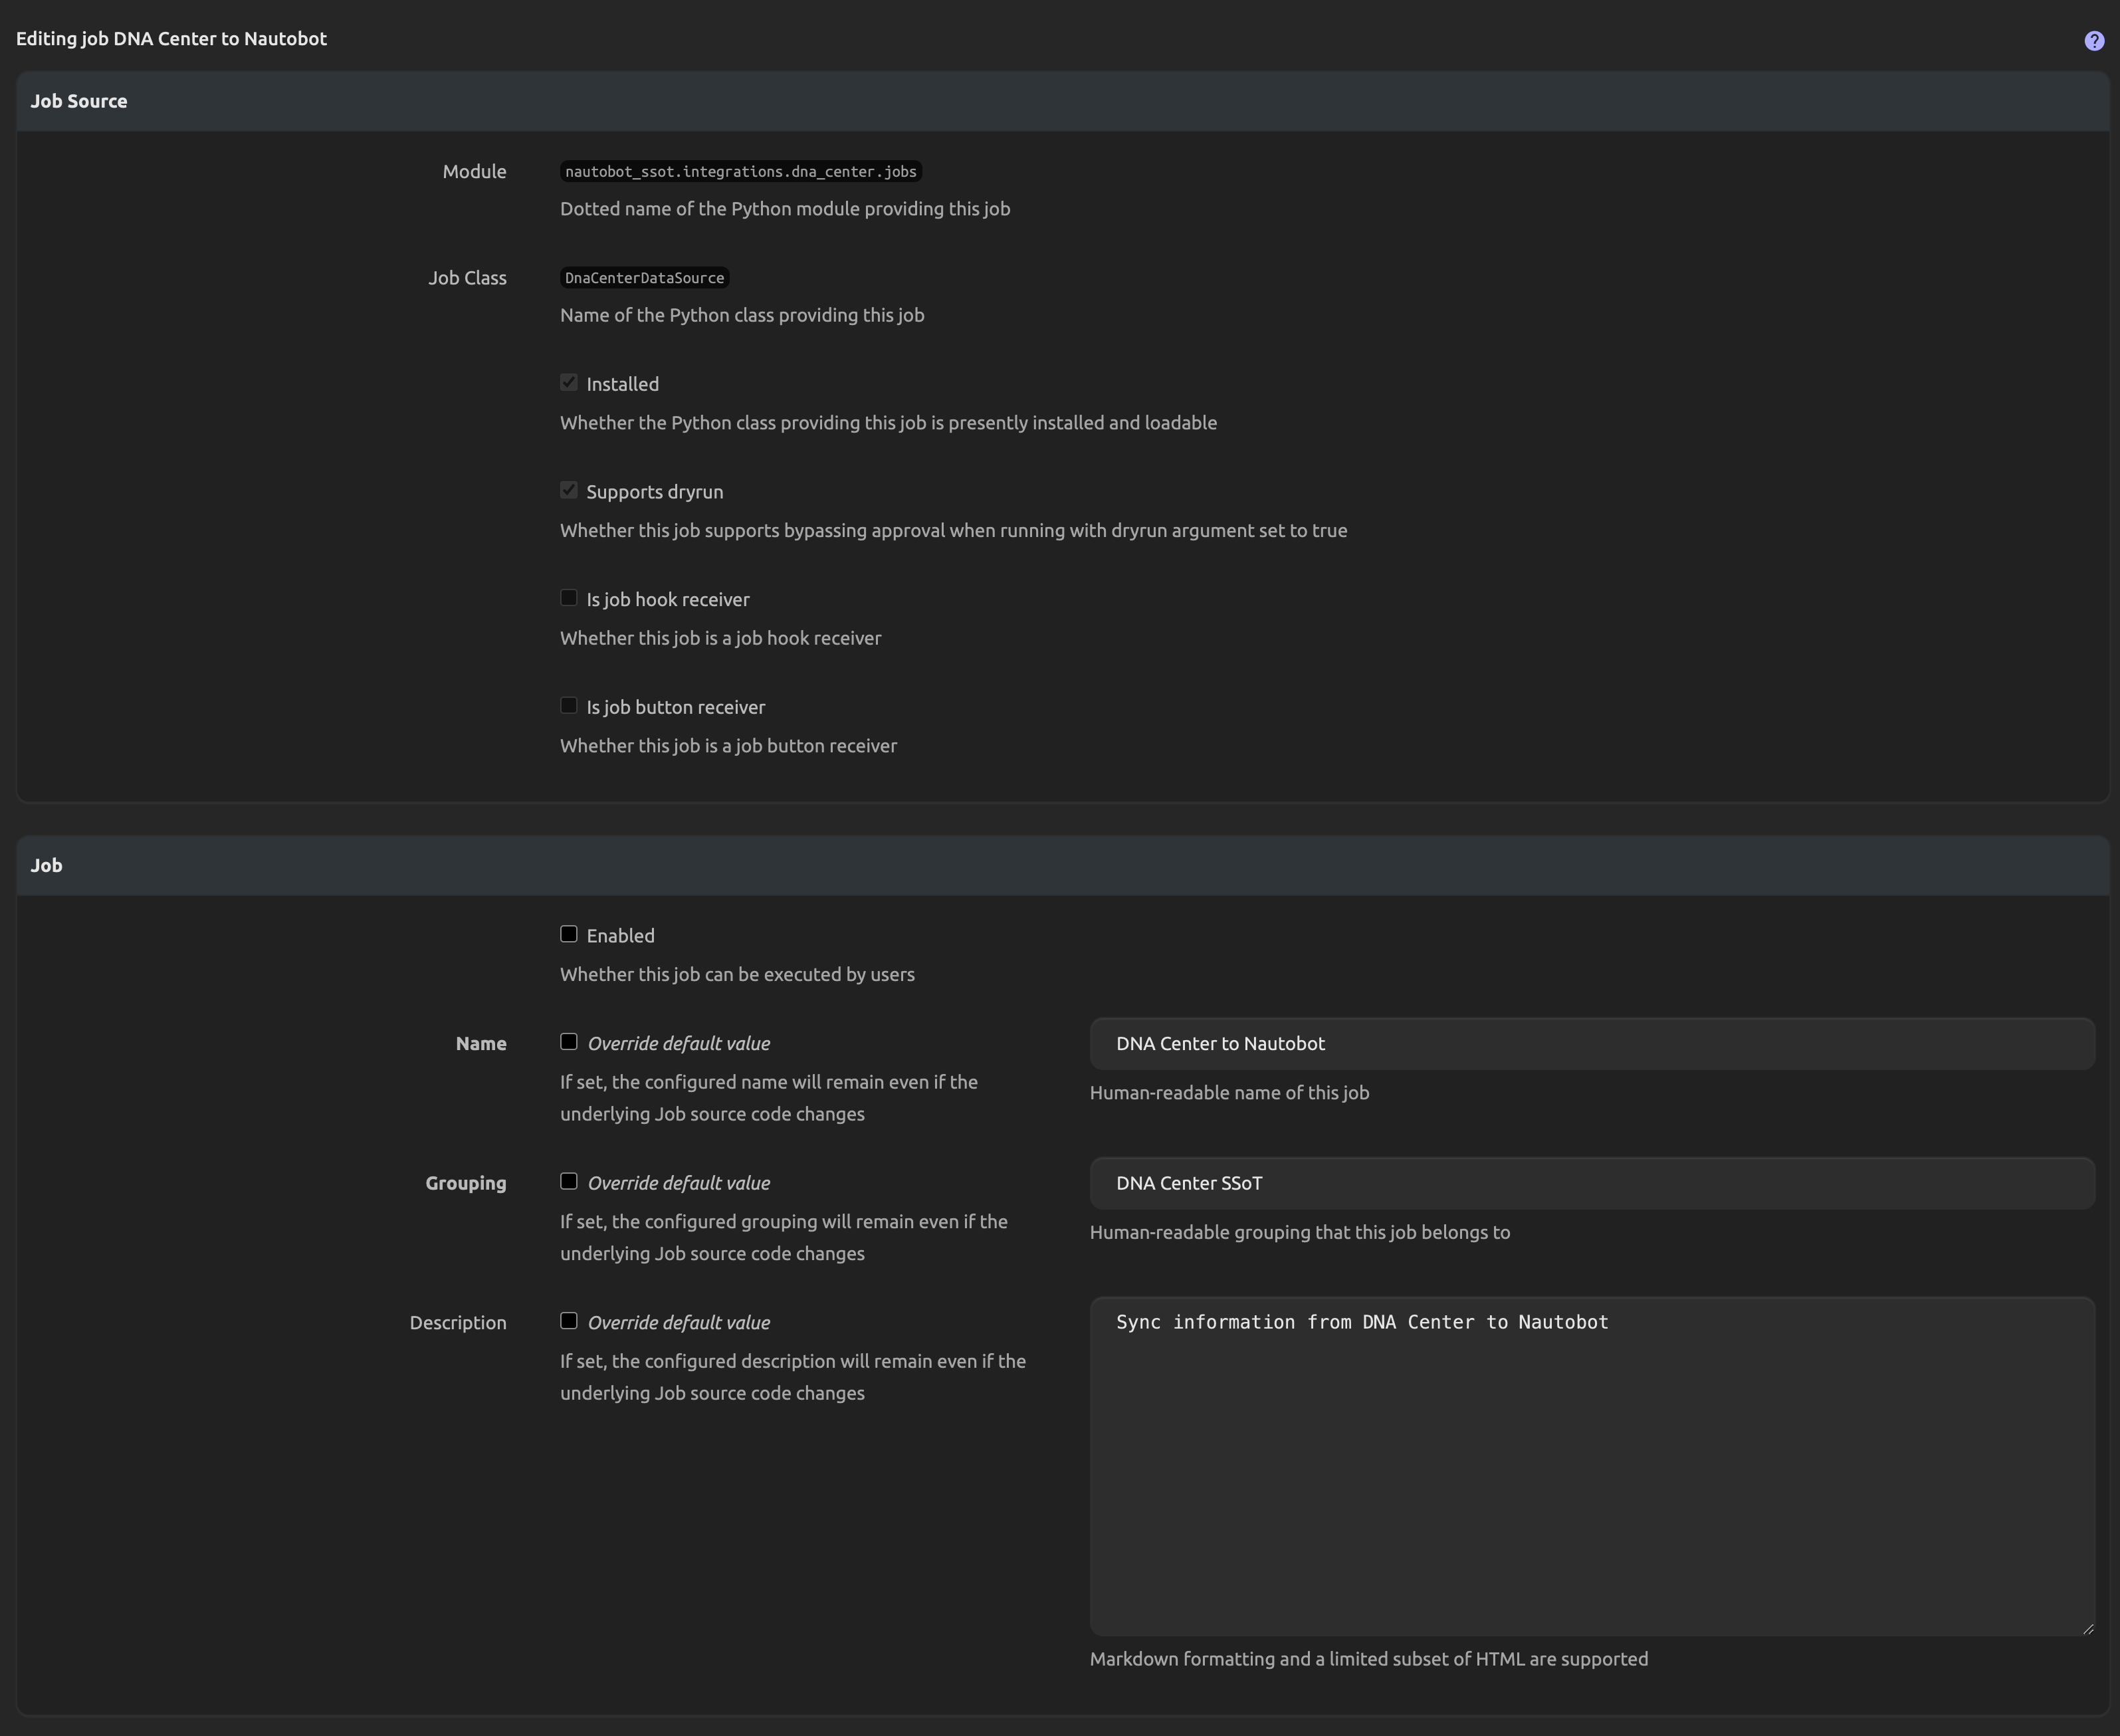 Editing job DNA Center to Nautobot
?
Job Source
Module
nautobot_ssot.integrations.dna_center.jobs
Dotted name of the Python module providing this job
Job Class
DnaCenterDataSource
Name of the Python class providing this job
Installed
Whether the Python class providing this job is presently installed and loadable
Supports dryrun
Whether this job supports bypassing approval when running with dryrun argument set to true
Is job hook receiver
Whether this job is a job hook receiver
Is job button receiver
Whether this job is a job button receiver
Job
Enabled
Whether this job can be executed by users
Name
Override default value
If set, the configured name will remain even if the
underlying Job source code changes
DNA Center to Nautobot
Human-readable name of this job
Grouping
Override default value
If set, the configured grouping will remain even if the
underlying Job source code changes
DNA Center SSoT
Human-readable grouping that this job belongs to
Description
Override default value
If set, the configured description will remain even if the
underlying Job source code changes
Sync information from DNA Center to Nautobot
Markdown formatting and a limited subset of HTML are supported